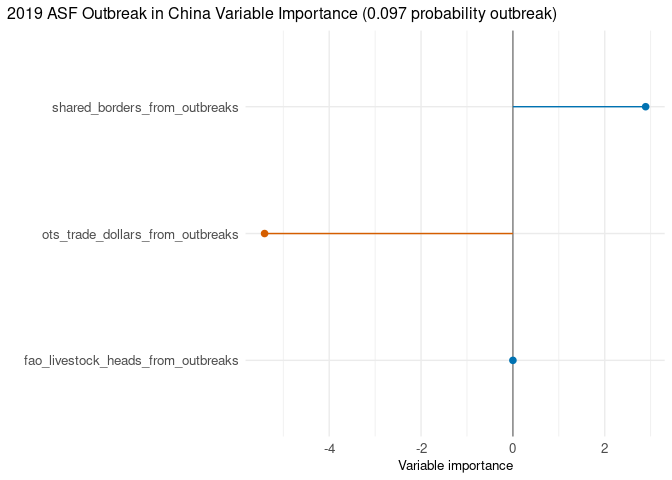 2019 ASF Outbreak in China Variable Importance (0.097 probability outbreak)
shared_borders_from_outbreaks
ots_trade_dollars_from_outbreaks
fao_livestock_heads_from_outbreaks
-4 -2 0 2
Variable importance